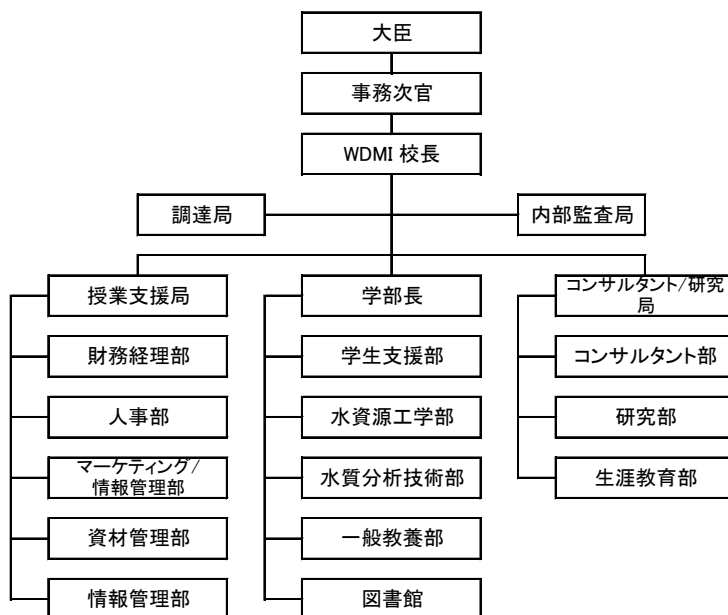 大臣
事務次官
WDMI 校長
調達局
内部監査局
授業支援局
学部長
コンサルタント/研究
局
財務経理部
学生支援部
コンサルタント部
人事部
水資源工学部
研究部
マーケティング/
情報管理部
水質分析技術部
生涯教育部
資材管理部
一般教養部
情報管理部
図書館